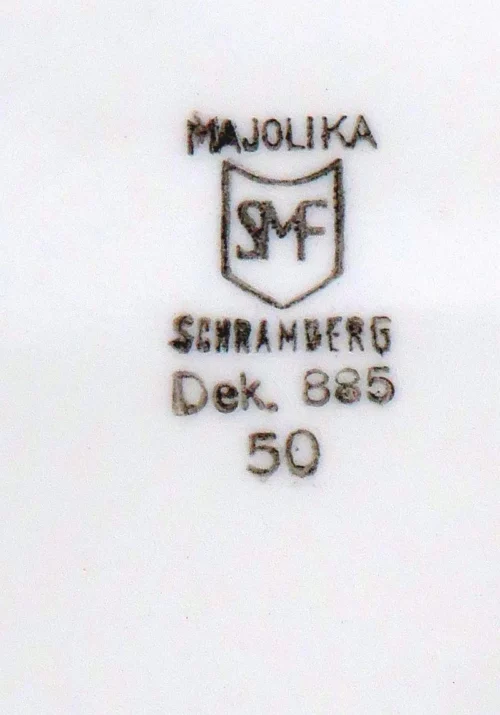 MAJOLIKA
SMF
SCHRAMBERG
Dek. 885
50